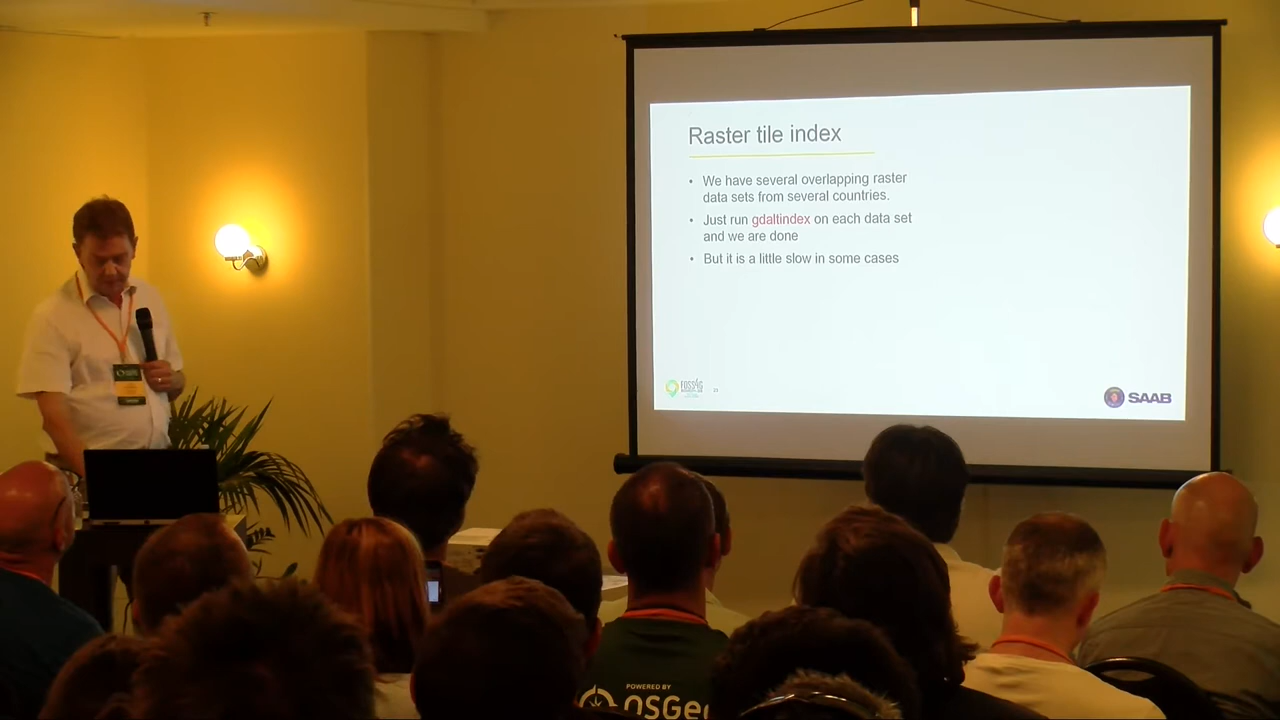 Raster tile index
• We have several overlapping raster
data sets from several countries.
• Just run gdaltindex on each data set
and we are done
• But it is a little slow in some cases
FOSS4G
SAAB
POWERED BY
OSGeo